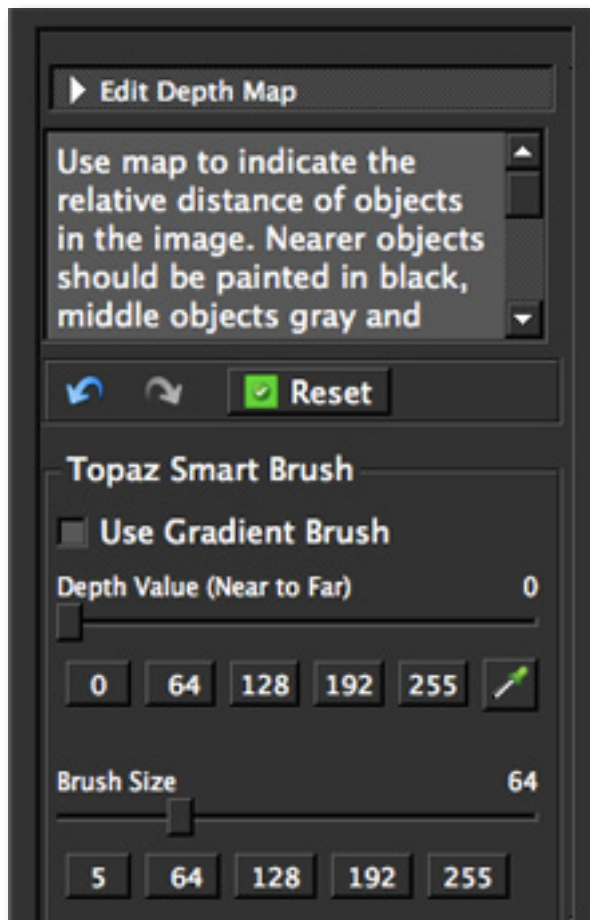 Edit Depth Map
Use map to indicate the
relative distance of objects
in the image. Nearer objects
should be painted in black,
middle objects gray and
Reset
Topaz Smart Brush
Use Gradient Brush
Depth Value (Near to Far) 0
0 64 128 192 255
Brush Size 64
5 64 128 192 255